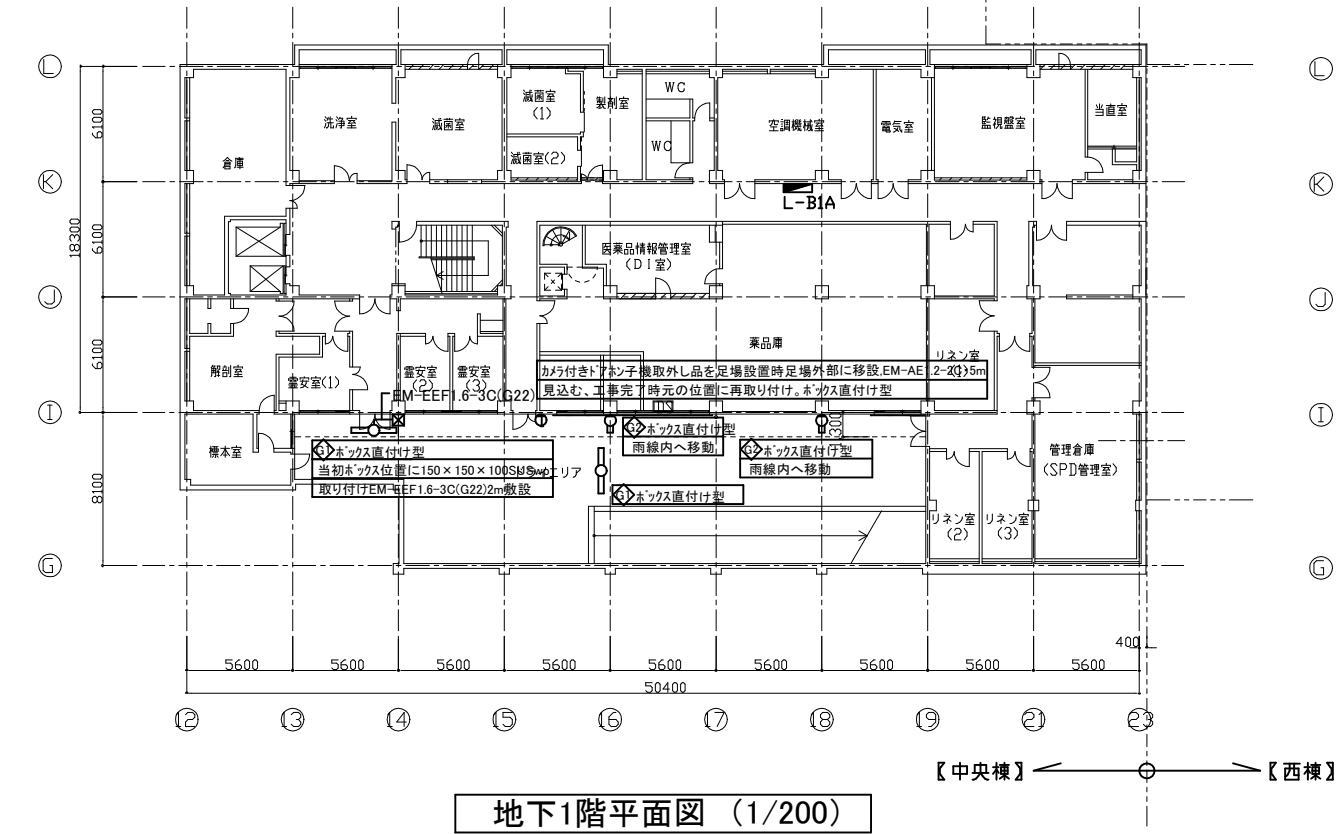 Ⓛ
Ⓛ
WC
滅菌室
(1)
製剤室
当直室
洗浄室
滅菌室
空調機械室
電気室
監視盤室
6100
WC
滅菌室(2)
倉庫
Ⓚ
Ⓚ
L-B1A
18300
6100
医薬品情報管理室
(DI室)
Ⓙ
Ⓙ
6100
薬品庫
解剖室
霊安室(1)
霊安室
(2)
霊安室
(3)
リネン室
カメラ付きドアホン子機取外し品を足場設置時足場外部に移設,EM-AE1.2-2C 5m
見込む、工事完了時元の位置に再取り付け。ボックス直付け型
EM-EEF1.6-3C(G22)
Ⓘ
Ⓘ
標本室
G1 ボックス直付け型
当初ボックス位置に150×150×100SUSwp
エリア
取り付けEM-EEF1.6-3C(G22)2m敷設
G2 ボックス直付け型
雨線内へ移動
G2 ボックス直付け型
雨線内へ移動
G1 ボックス直付け型
管理倉庫
(SPD管理室)
8100
リネン室
(2)
リネン室
(3)
Ⓖ
Ⓖ
400
5600 5600 5600 5600 5600 5600 5600 5600 5600
50400
⑫ ⑬ ⑭ ⑮ ⑯ ⑰ ⑱ ⑲ ㉑ ㉓
【中央棟】 【西棟】
地下1階平面図 (1/200)